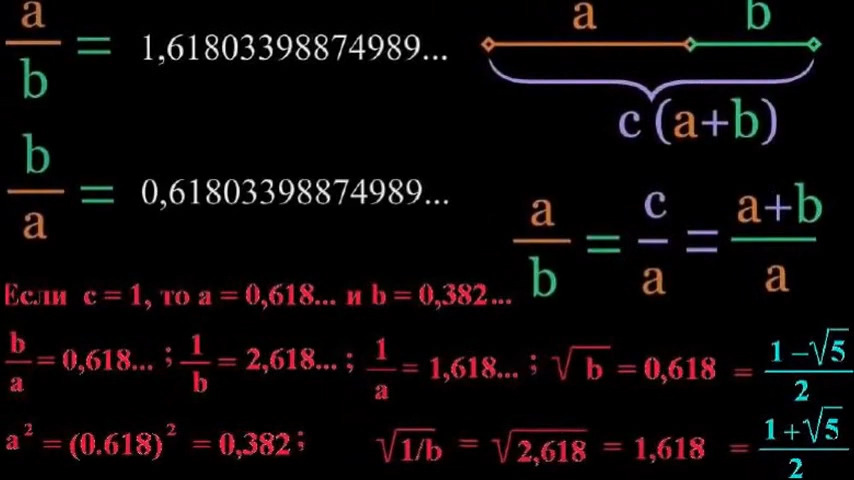 a/b = 1,61803398874989...
a b
c (a+b)
b/a = 0,61803398874989...
a/b = c/a = a+b/a
Если c = 1, то a = 0,618... и b = 0,382...
b/a = 0,618... ; 1/b = 2,618... ; 1/a = 1,618... ; √b = 0,618 = 1−√5/2
a² = (0.618)² = 0,382 ; √1/b = √2,618 = 1,618 = 1+√5/2